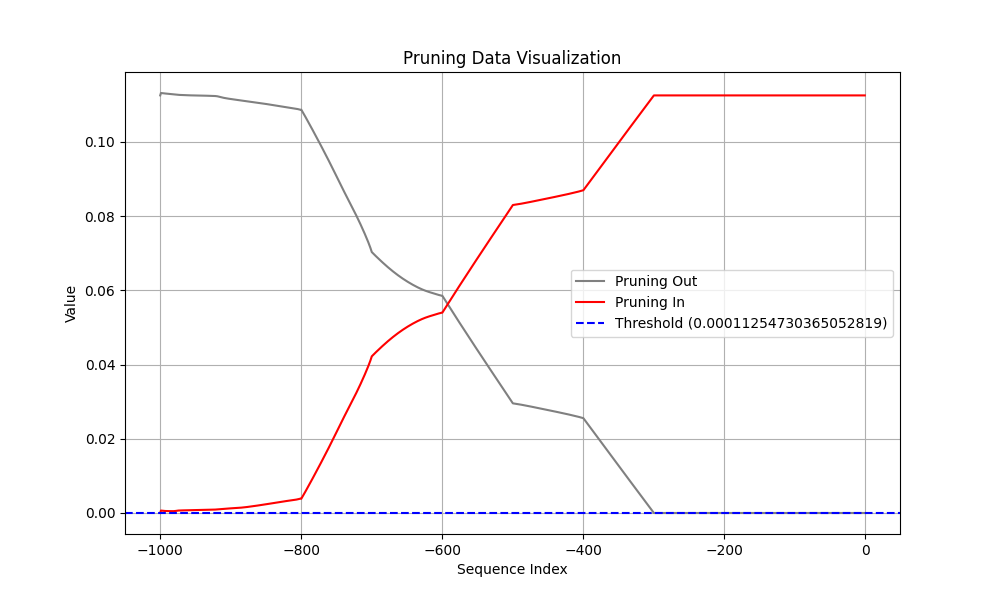 Pruning Data Visualization
Value
0.10
0.08
0.06
0.04
0.02
0.00
Pruning Out
Pruning In
Threshold (0.00011254730365052819)
−1000
−800
−600
−400
−200
0
Sequence Index